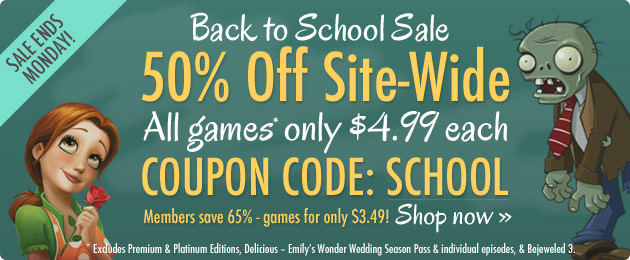 SALE ENDS
MONDAY!
Back to School Sale
50% Off Site-Wide
All games* only $4.99 each
COUPON CODE: SCHOOL
Members save 65% - games for only $3.49! Shop now »
* Excludes Premium & Platinum Editions, Delicious – Emily's Wonder Wedding Season Pass & individual episodes, & Bejeweled 3.